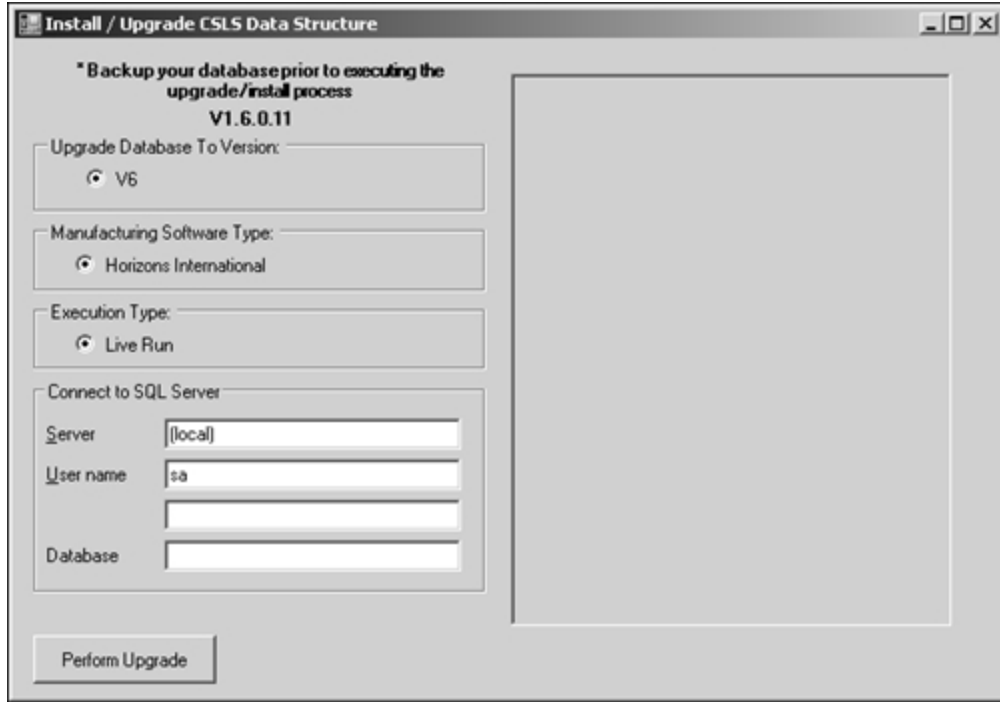 Install / Upgrade CSLS Data Structure
*Backup your database prior to executing the
upgrade/install process
V1.6.0.11
Upgrade Database To Version:
V6
Manufacturing Software Type:
Horizons International
Execution Type:
Live Run
Connect to SQL Server
Server
(local)
User name
sa
Database
Perform Upgrade